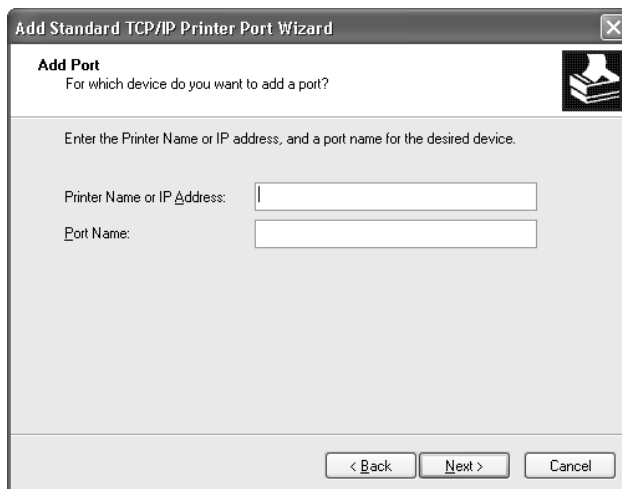 Add Standard TCP/IP Printer Port Wizard
Add Port
For which device do you want to add a port?
Enter the Printer Name or IP address, and a port name for the desired device.
Printer Name or IP Address:
Port Name:
< Back Next > Cancel